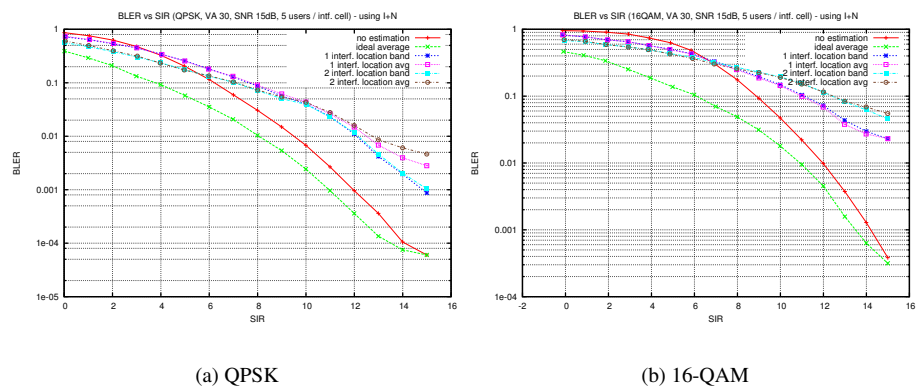 BLER vs SIR (QPSK, VA 30, SNR 15dB, 5 users / intf. cell) - using I+N
no estimation
ideal average
1 interf. location band
1 interf. location avg
2 interf. location band
2 interf. location avg
1
0.1
0.01
0.001
1e-04
1e-05
BLER
0 2 4 6 8 10 12 14 16
SIR
(a) QPSK
BLER vs SIR (16QAM, VA 30, SNR 15dB, 5 users / intf. cell) - using I+N
no estimation
ideal average
1 interf. location band
1 interf. location avg
2 interf. location band
2 interf. location avg
1
0.1
0.01
0.001
1e-04
BLER
-2 0 2 4 6 8 10 12 14 16
SIR
(b) 16-QAM